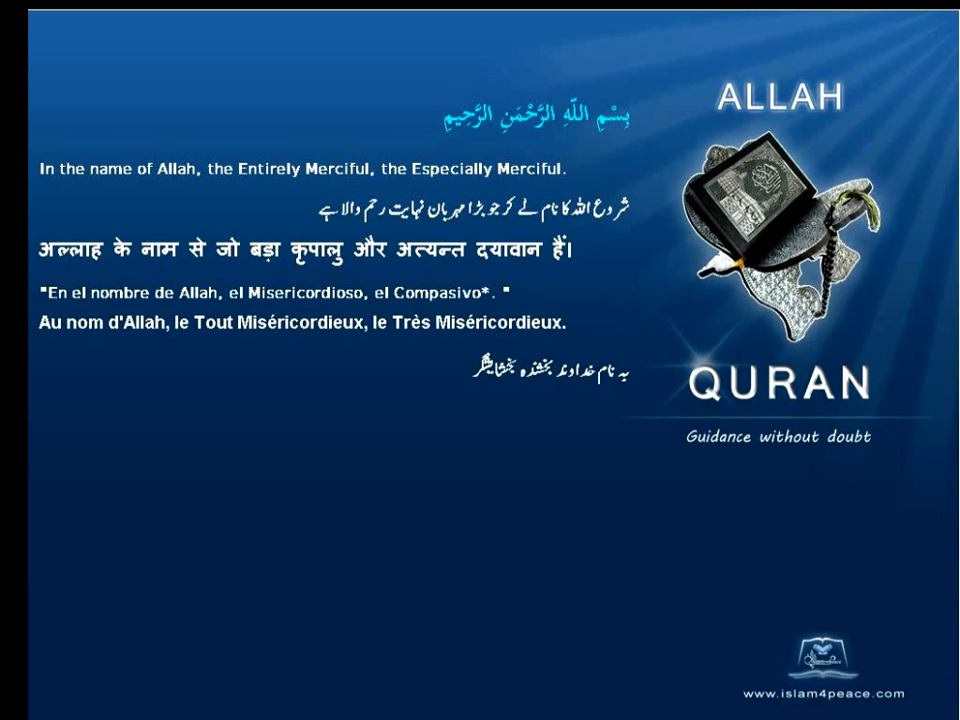 بِسْمِ اللَّهِ الرَّحْمَنِ الرَّحِيمِ
In the name of Allah, the Entirely Merciful, the Especially Merciful.
شروع الله کا نام لے کر جو بڑا مہربان نہایت رحم والا ہے
अल्लाह के नाम से जो बड़ा कृपालु और अत्यन्त दयावान हैं।
"En el nombre de Allah, el Misericordioso, el Compasivo*. "
Au nom d'Allah, le Tout Miséricordieux, le Très Miséricordieux.
به نام خداوند بخشنده بخشایشگر
ALLAH
QURAN
Guidance without doubt
www.islam4peace.com